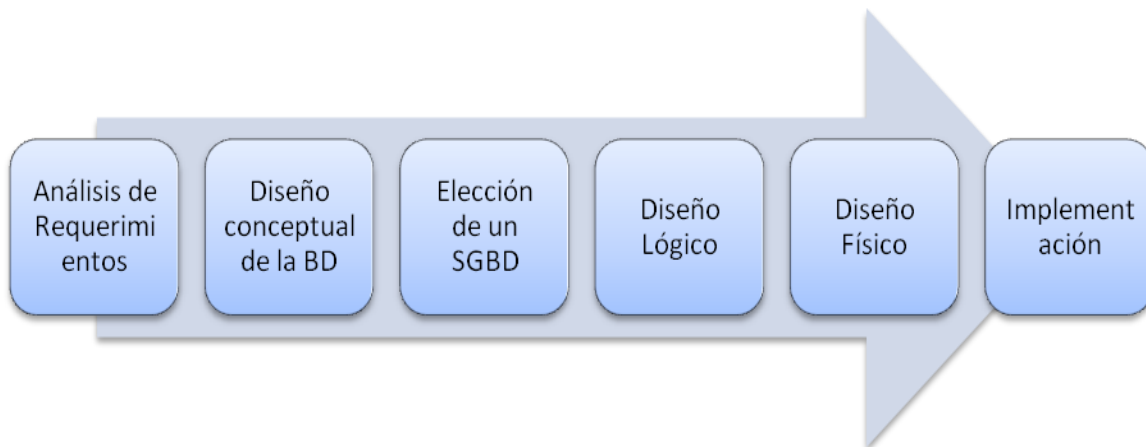 Análisis de
Requerimi
entos
Diseño
conceptual
de la BD
Elección
de un
SGBD
Diseño
Lógico
Diseño
Físico
Implement
ación